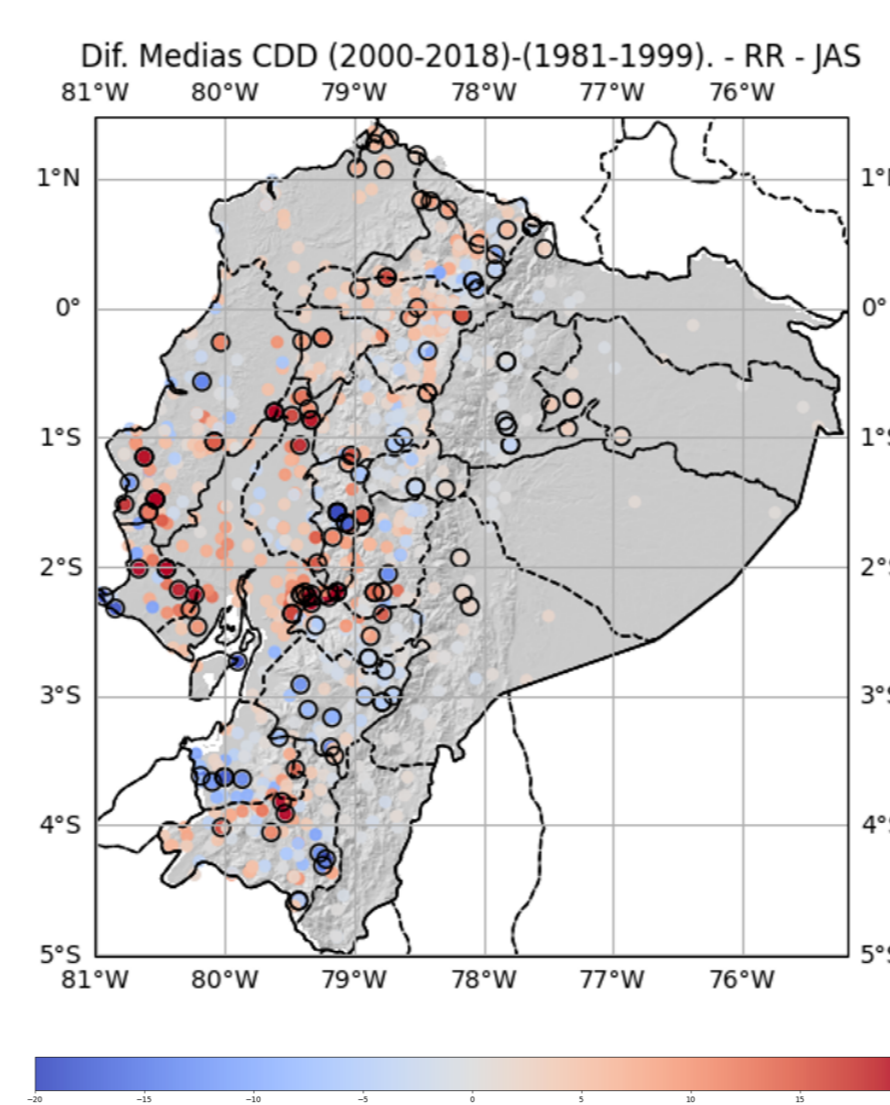 Dif. Medias CDD (2000-2018)-(1981-1999). - RR - JAS
81°W 80°W 79°W 78°W 77°W 76°W
1°N 1°N
0° 0°
1°S 1°S
2°S 2°S
3°S 3°S
4°S 4°S
5°S 5°S
81°W 80°W 79°W 78°W 77°W 76°W
−20 −15 −10 −5 0 5 10 15